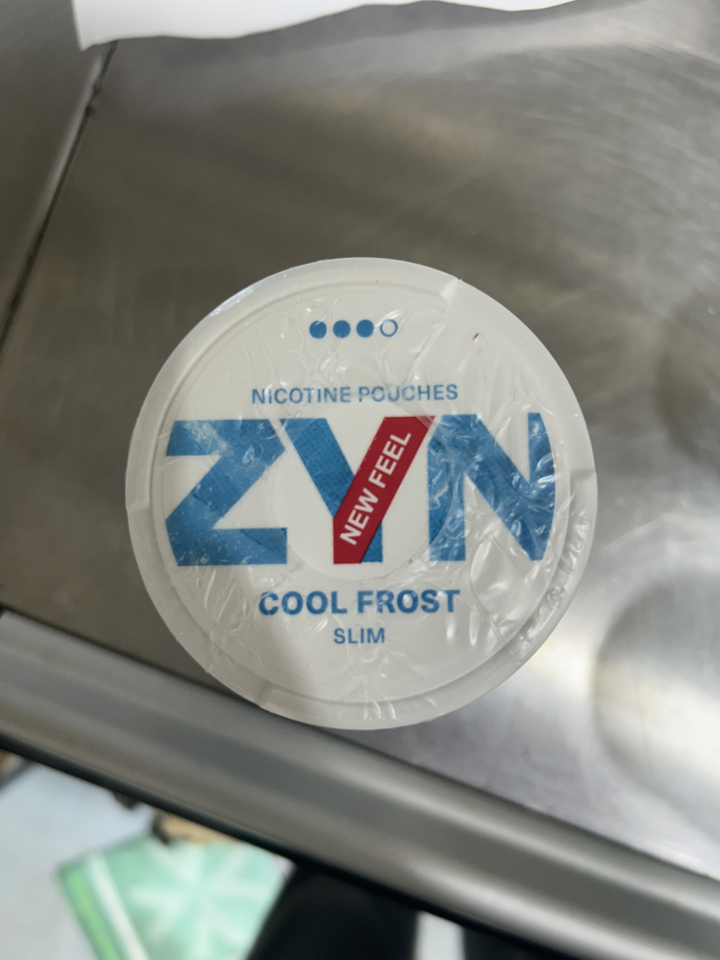 NICOTINE POUCHES
ZYN
NEW FEEL
COOL FROST
SLIM